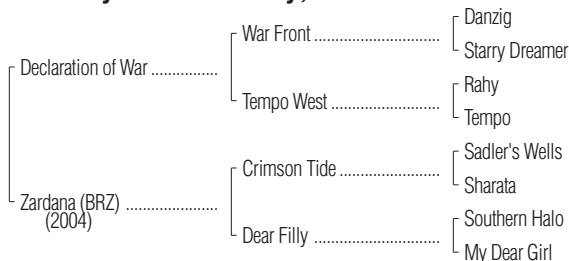 Danzig
War Front ..............................
Starry Dreamer
Declaration of War ................
Rahy
Tempo West ..........................
Tempo
Sadler's Wells
Crimson Tide ........................
Sharata
Zardana (BRZ) ......................
(2004)
Southern Halo
Dear Filly ..............................
My Dear Girl